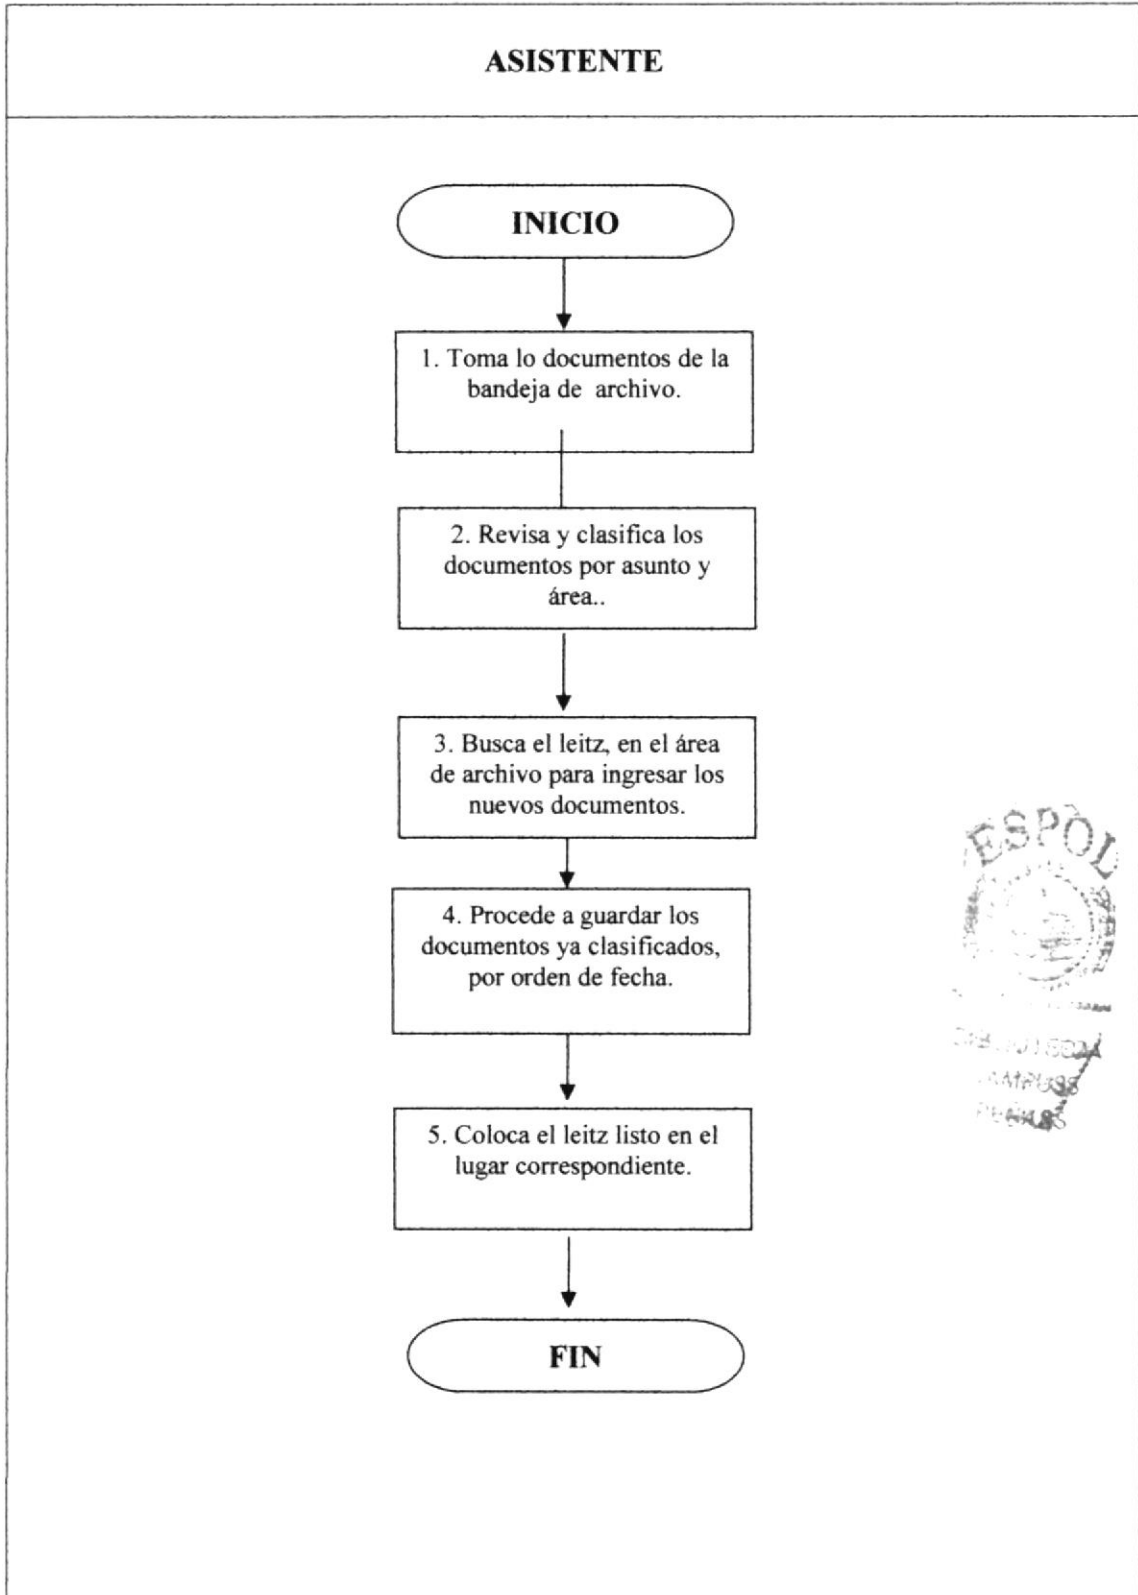 ASISTENTE
INICIO
1. Toma lo documentos de la
bandeja de archivo.
2. Revisa y clasifica los
documentos por asunto y
área..
3. Busca el leitz, en el área
de archivo para ingresar los
nuevos documentos.
4. Procede a guardar los
documentos ya clasificados,
por orden de fecha.
5. Coloca el leitz listo en el
lugar correspondiente.
FIN
ESPOL